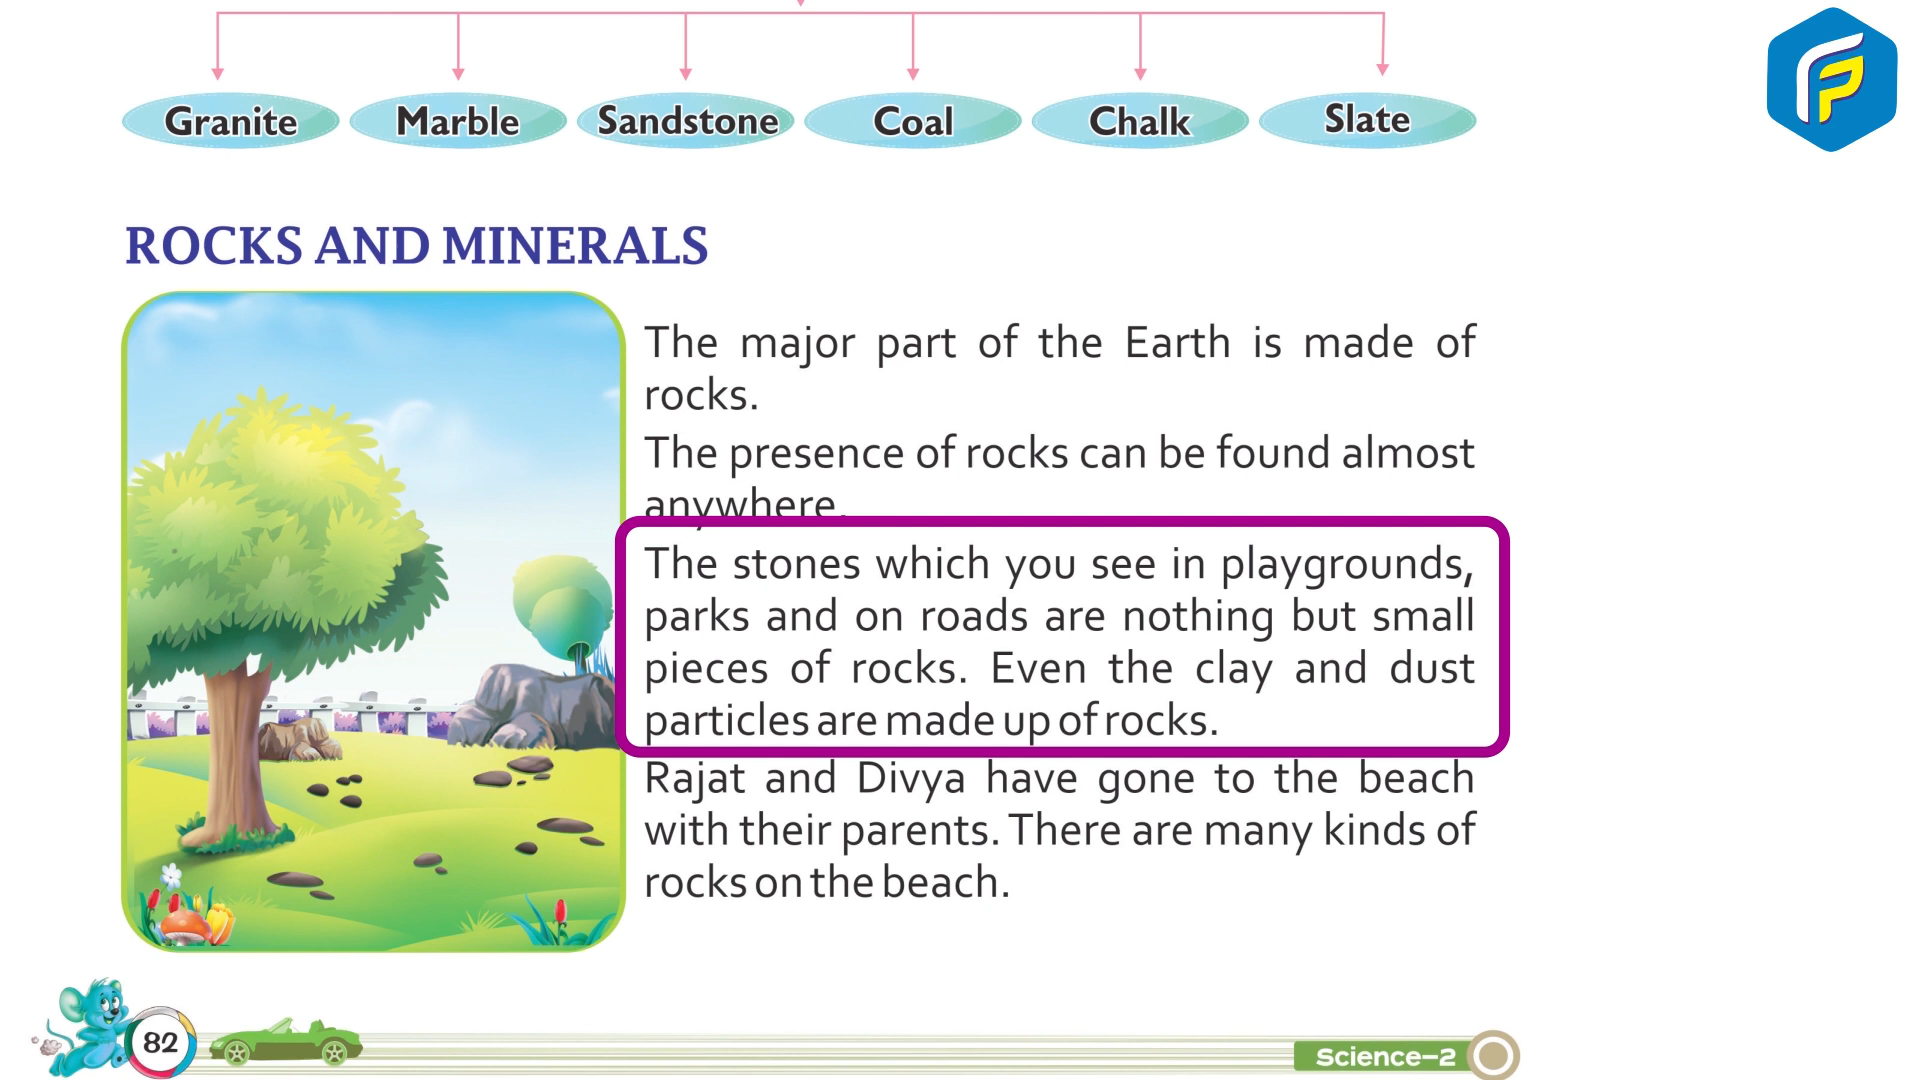 Granite Marble Sandstone Coal Chalk Slate
ROCKS AND MINERALS
The major part of the Earth is made of
rocks.
The presence of rocks can be found almost
anywhere.
The stones which you see in playgrounds,
parks and on roads are nothing but small
pieces of rocks. Even the clay and dust
particles are made up of rocks.
Rajat and Divya have gone to the beach
with their parents. There are many kinds of
rocks on the beach.
82
Science-2